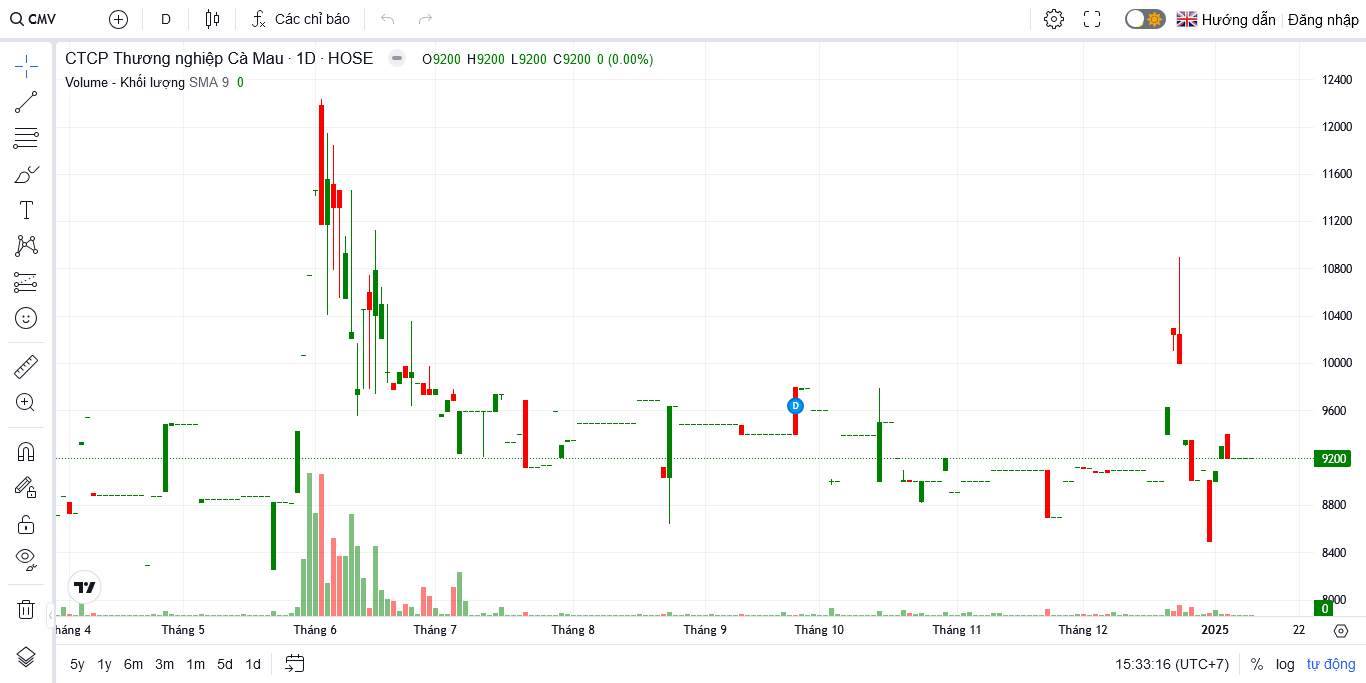 CMV D Các chỉ báo Hướng dẫn Đăng nhập
CTCP Thương nghiệp Cà Mau · 1D · HOSE O9200 H9200 L9200 C9200 0 (0.00%)
Volume - Khối lượng SMA 9 0
12400
12000
11600
11200
10800
10400
10000
9600
9200
8800
8400
8000
0
D
háng 4 Tháng 5 Tháng 6 Tháng 7 Tháng 8 Tháng 9 Tháng 10 Tháng 11 Tháng 12 2025 22
5y 1y 6m 3m 1m 5d 1d 15:33:16 (UTC+7) % log tự động